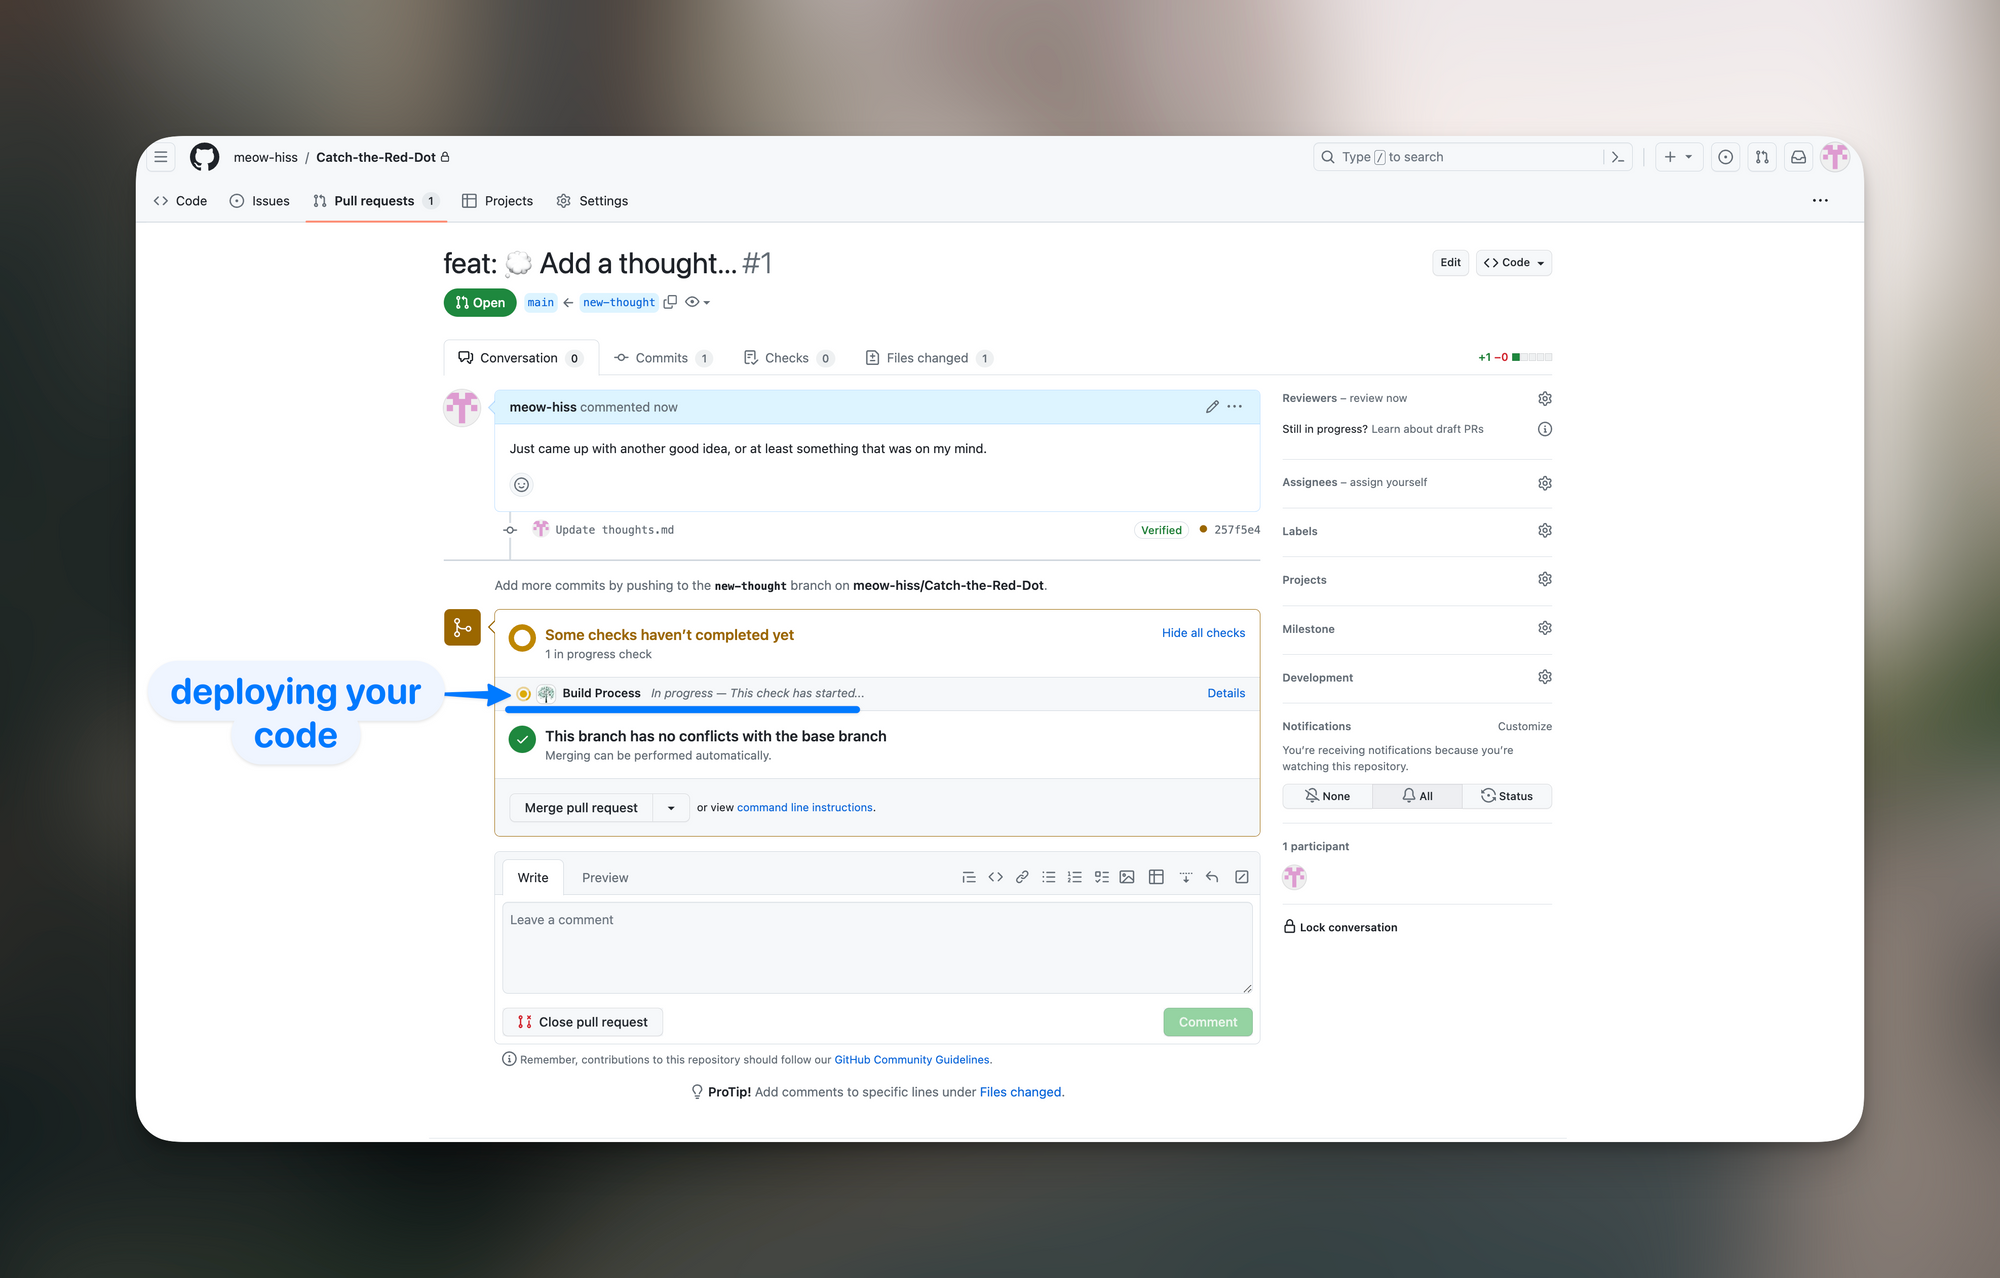 meow-hiss / Catch-the-Red-Dot
Type / to search
Code
Issues
Pull requests 1
Projects
Settings
feat: 💭 Add a thought... #1
Edit
Code
Open
main ← new-thought
Conversation 0
Commits 1
Checks 0
Files changed 1
+1 −0
meow-hiss commented now
Just came up with another good idea, or at least something that was on my mind.
Update thoughts.md
Verified
257f5e4
Add more commits by pushing to the new-thought branch on meow-hiss/Catch-the-Red-Dot.
Some checks haven't completed yet
1 in progress check
Hide all checks
deploying your
code
Build Process In progress — This check has started...
Details
This branch has no conflicts with the base branch
Merging can be performed automatically.
Merge pull request
or view command line instructions.
Write
Preview
Leave a comment
Close pull request
Comment
Remember, contributions to this repository should follow our GitHub Community Guidelines.
ProTip! Add comments to specific lines under Files changed.
Reviewers – review now
Still in progress? Learn about draft PRs
Assignees – assign yourself
Labels
Projects
Milestone
Development
Notifications
Customize
You're receiving notifications because you're
watching this repository.
None
All
Status
1 participant
Lock conversation